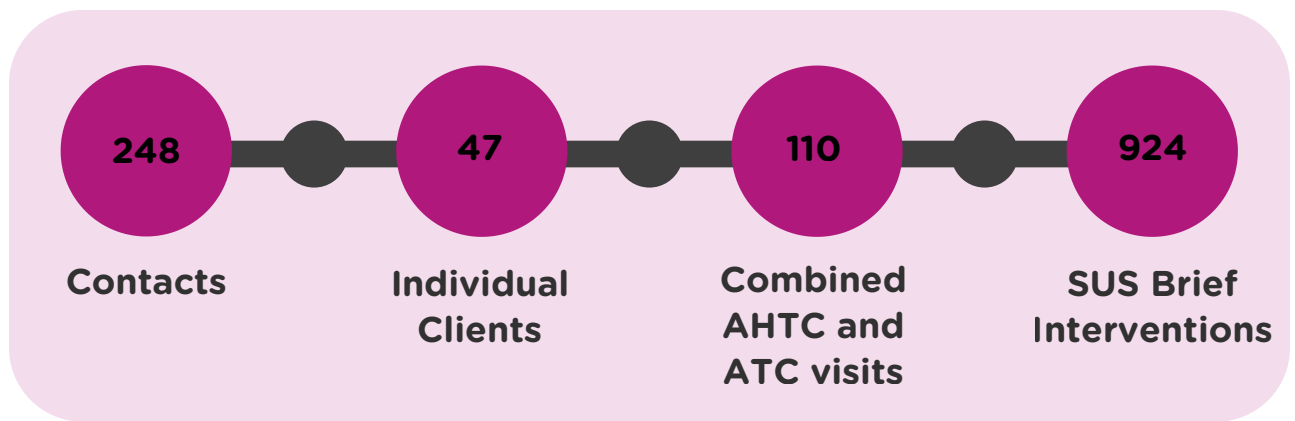 248
47
110
924
Contacts
Individual
Clients
Combined
AHTC and
ATC visits
SUS Brief
Interventions